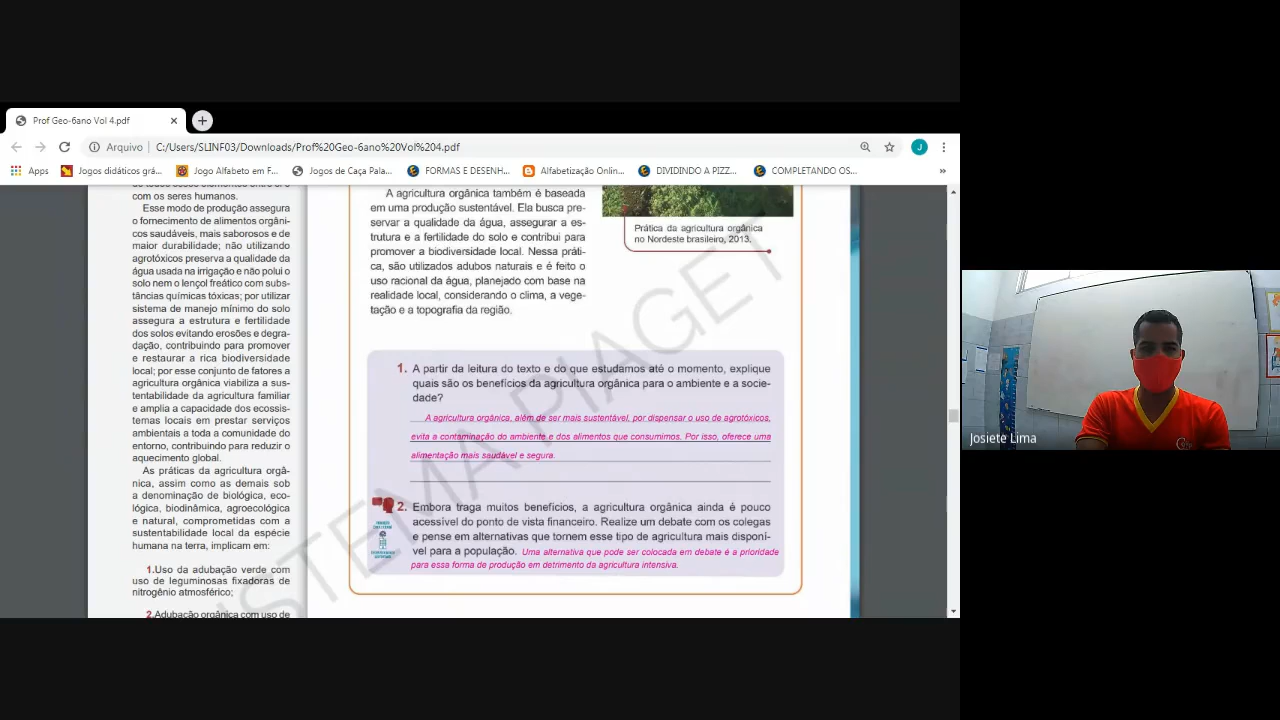 Prof Geo-6ano Vol 4.pdf
Arquivo
C:/Users/SLINF03/Downloads/Prof%20Geo-6ano%20Vol%204.pdf
J
Apps
Jogos didáticos grá...
Jogo Alfabeto em F...
Jogos de Caça Pala...
FORMAS E DESENH...
Alfabetização Onlin...
DIVIDINDO A PIZZ...
COMPLETANDO OS...
»
com os seres humanos.
Esse modo de produção assegura
o fornecimento de alimentos orgâni-
cos saudáveis, mais saborosos e de
maior durabilidade; não utilizando
agrotóxicos preserva a qualidade da
água usada na irrigação e não polui o
solo nem o lençol freático com subs-
tâncias químicas tóxicas; por utilizar
sistema de manejo mínimo do solo
assegura a estrutura e fertilidade
dos solos evitando erosões e degra-
dação, contribuindo para promover
e restaurar a rica biodiversidade
local; por esse conjunto de fatores a
agricultura orgânica viabiliza a sus-
tentabilidade da agricultura familiar
e amplia a capacidade dos ecossis-
temas locais em prestar serviços
ambientais a toda a comunidade do
entorno, contribuindo para reduzir o
aquecimento global.
As práticas da agricultura orgâ-
nica, assim como as demais sob
a denominação de biológica, eco-
lógica, biodinâmica, agroecológica
e natural, comprometidas com a
sustentabilidade local da espécie
humana na terra, implicam em:
1.Uso da adubação verde com
uso de leguminosas fixadoras de
nitrogênio atmosférico;
2.Adubação orgânica com uso de
A agricultura orgânica também é baseada
em uma produção sustentável. Ela busca pre-
servar a qualidade da água, assegurar a es-
trutura e a fertilidade do solo e contribui para
promover a biodiversidade local. Nessa práti-
ca, são utilizados adubos naturais e é feito o
uso racional da água, planejado com base na
realidade local, considerando o clima, a vege-
tação e a topografia da região.
Prática da agricultura orgânica
no Nordeste brasileiro, 2013.
1. A partir da leitura do texto e do que estudamos até o momento, explique
quais são os benefícios da agricultura orgânica para o ambiente e a socie-
dade?
A agricultura orgânica, além de ser mais sustentável, por dispensar o uso de agrotóxicos,
evita a contaminação do ambiente e dos alimentos que consumimos. Por isso, oferece uma
alimentação mais saudável e segura.
2. Embora traga muitos benefícios, a agricultura orgânica ainda é pouco
acessível do ponto de vista financeiro. Realize um debate com os colegas
e pense em alternativas que tornem esse tipo de agricultura mais disponí-
vel para a população. Uma alternativa que pode ser colocada em debate é a prioridade
para essa forma de produção em detrimento da agricultura intensiva.
SISTEMA PIAGET
Josiete Lima